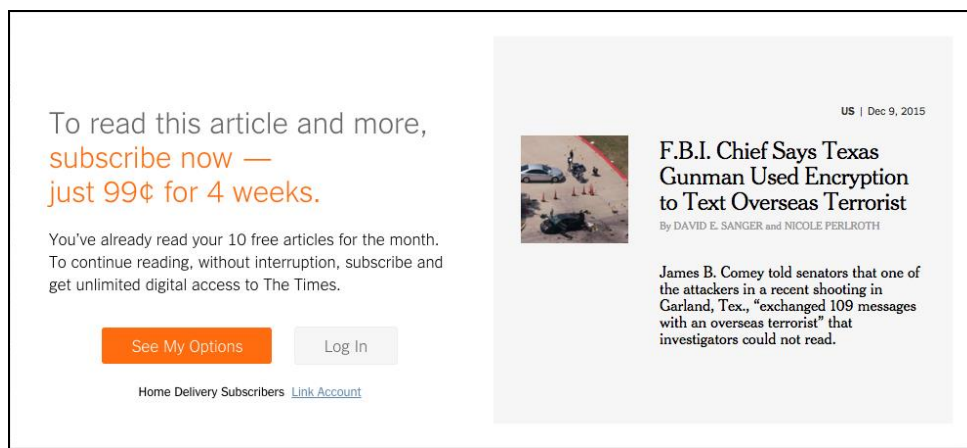 To read this article and more,
subscribe now —
just 99¢ for 4 weeks.
You've already read your 10 free articles for the month.
To continue reading, without interruption, subscribe and
get unlimited digital access to The Times.
See My Options
Log In
Home Delivery Subscribers Link Account
US | Dec 9, 2015
F.B.I. Chief Says Texas
Gunman Used Encryption
to Text Overseas Terrorist
By DAVID E. SANGER and NICOLE PERLROTH
James B. Comey told senators that one of
the attackers in a recent shooting in
Garland, Tex., “exchanged 109 messages
with an overseas terrorist” that
investigators could not read.